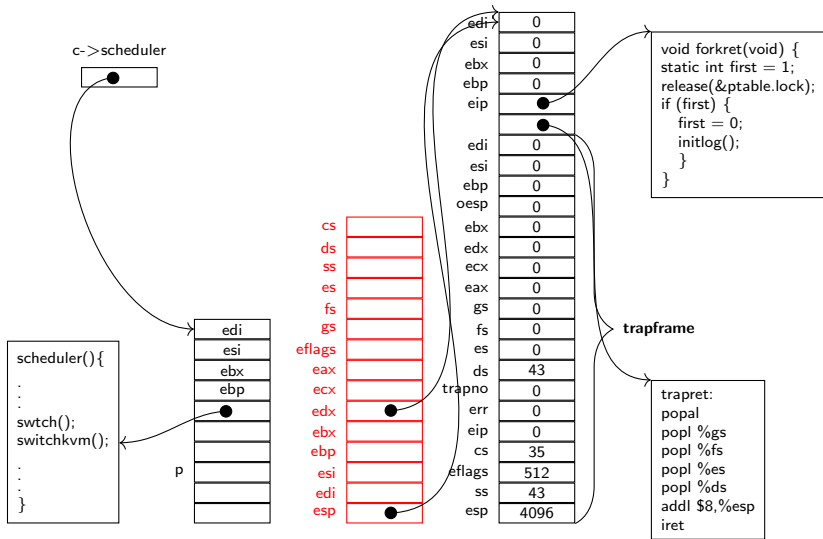 c->scheduler
edi
esi
ebx
ebp
p
scheduler(){
.
.
.
swtch();
switchkvm();
.
.
.
}
cs
ds
ss
es
fs
gs
eflags
eax
ecx
edx
ebx
ebp
esi
edi
esp
edi 0
esi 0
ebx 0
ebp 0
eip
edi 0
esi 0
ebp 0
oesp 0
ebx 0
edx 0
ecx 0
eax 0
gs 0
fs 0
es 0
ds 43
trapno 0
err 0
eip 0
cs 35
eflags 512
ss 43
esp 4096
void forkret(void) {
static int first = 1;
release(&ptable.lock);
if (first) {
first = 0;
initlog();
}
}
trapframe
trapret:
popal
popl %gs
popl %fs
popl %es
popl %ds
addl $8,%esp
iret